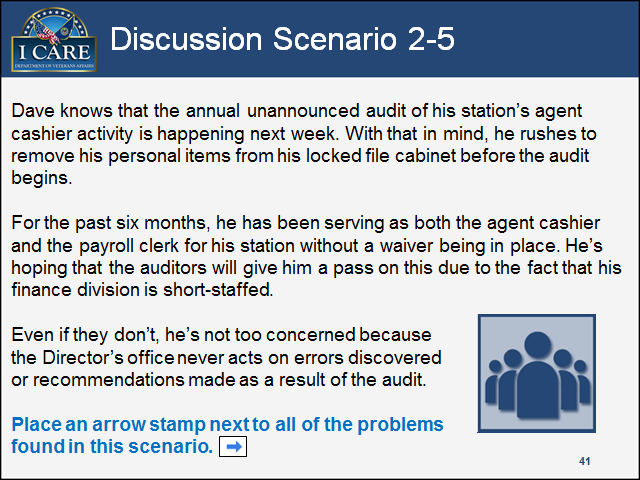 I CARE
DEPARTMENT OF VETERANS AFFAIRS
Discussion Scenario 2-5
Dave knows that the annual unannounced audit of his station's agent
cashier activity is happening next week. With that in mind, he rushes to
remove his personal items from his locked file cabinet before the audit
begins.
For the past six months, he has been serving as both the agent cashier
and the payroll clerk for his station without a waiver being in place. He's
hoping that the auditors will give him a pass on this due to the fact that his
finance division is short-staffed.
Even if they don't, he's not too concerned because
the Director's office never acts on errors discovered
or recommendations made as a result of the audit.
Place an arrow stamp next to all of the problems
found in this scenario.
41